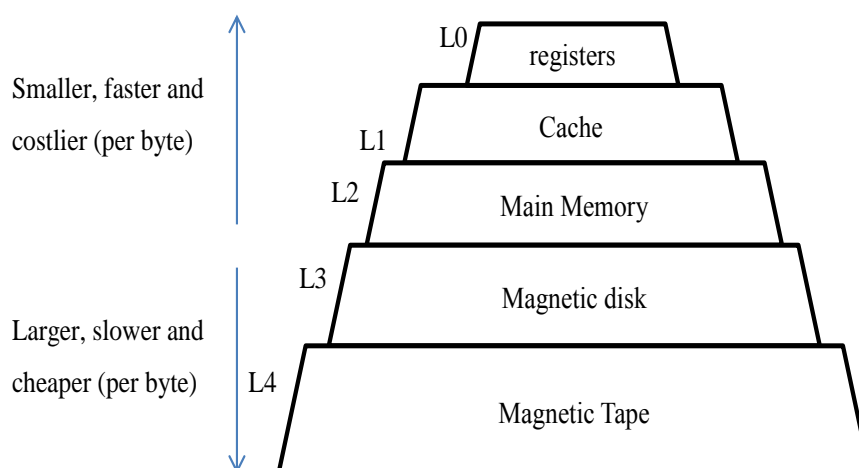 L0
registers
Smaller, faster and
costlier (per byte)
Cache
L1
L2
Main Memory
L3
Magnetic disk
Larger, slower and
cheaper (per byte)
L4
Magnetic Tape